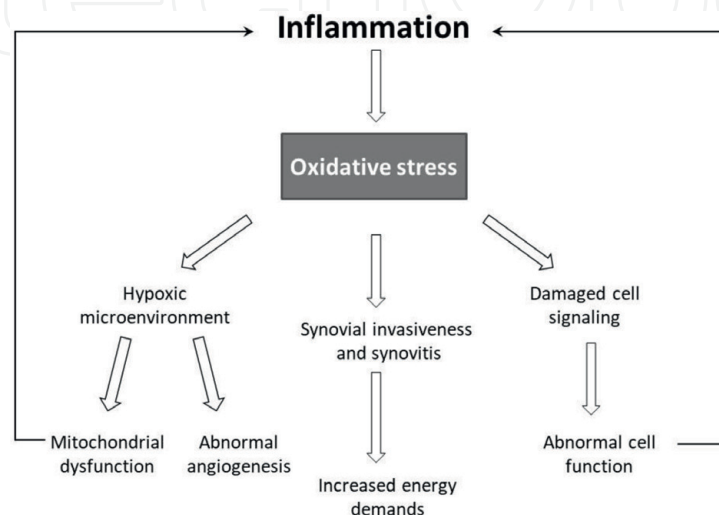 Inflammation
Oxidative stress
Hypoxic
microenvironment
Synovial invasiveness
and synovitis
Damaged cell
signaling
Mitochondrial
dysfunction
Abnormal
angiogenesis
Increased energy
demands
Abnormal cell
function